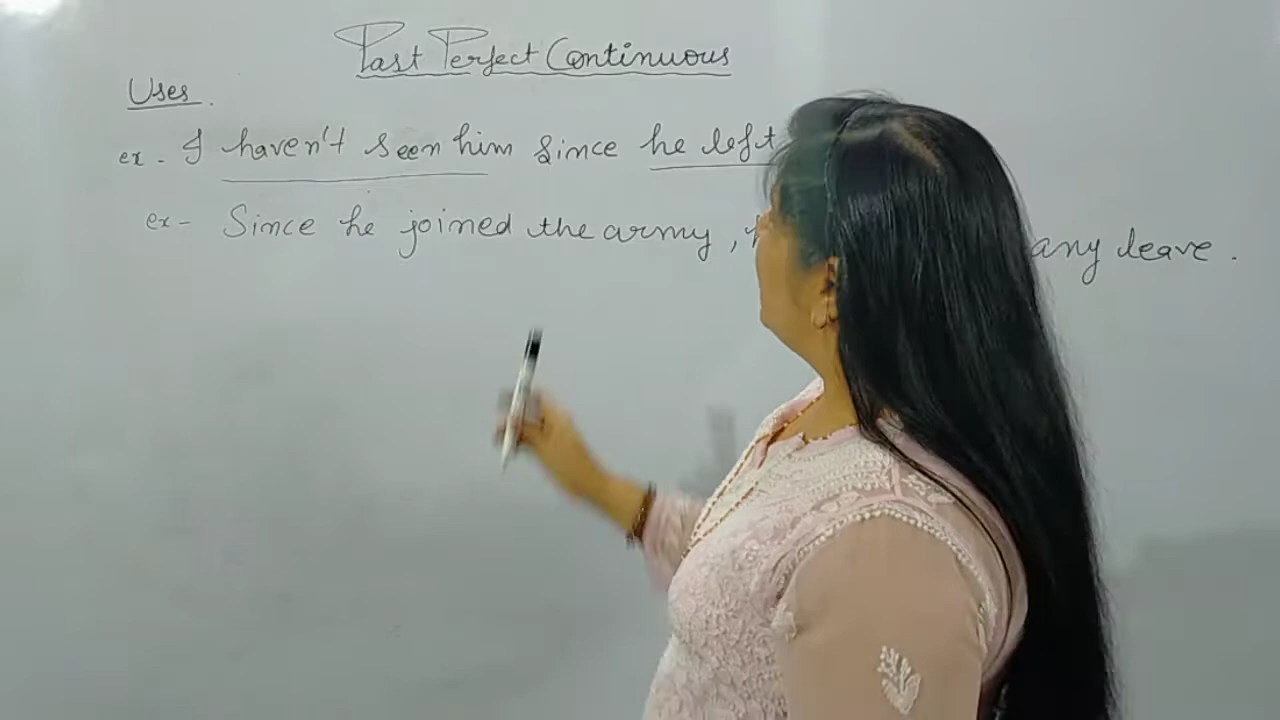 Past Perfect Continuous
Uses.
ex. I haven't seen him since he left
ex- Since he joined the army, any leave.